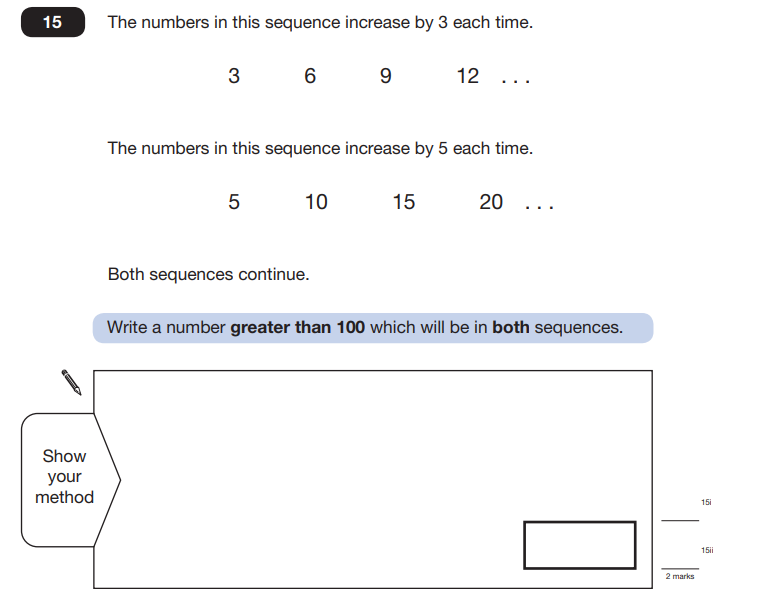 15 The numbers in this sequence increase by 3 each time.
3 6 9 12 . . .
The numbers in this sequence increase by 5 each time.
5 10 15 20 . . .
Both sequences continue.
Write a number greater than 100 which will be in both sequences.
Show
your
method
15i
15ii
2 marks